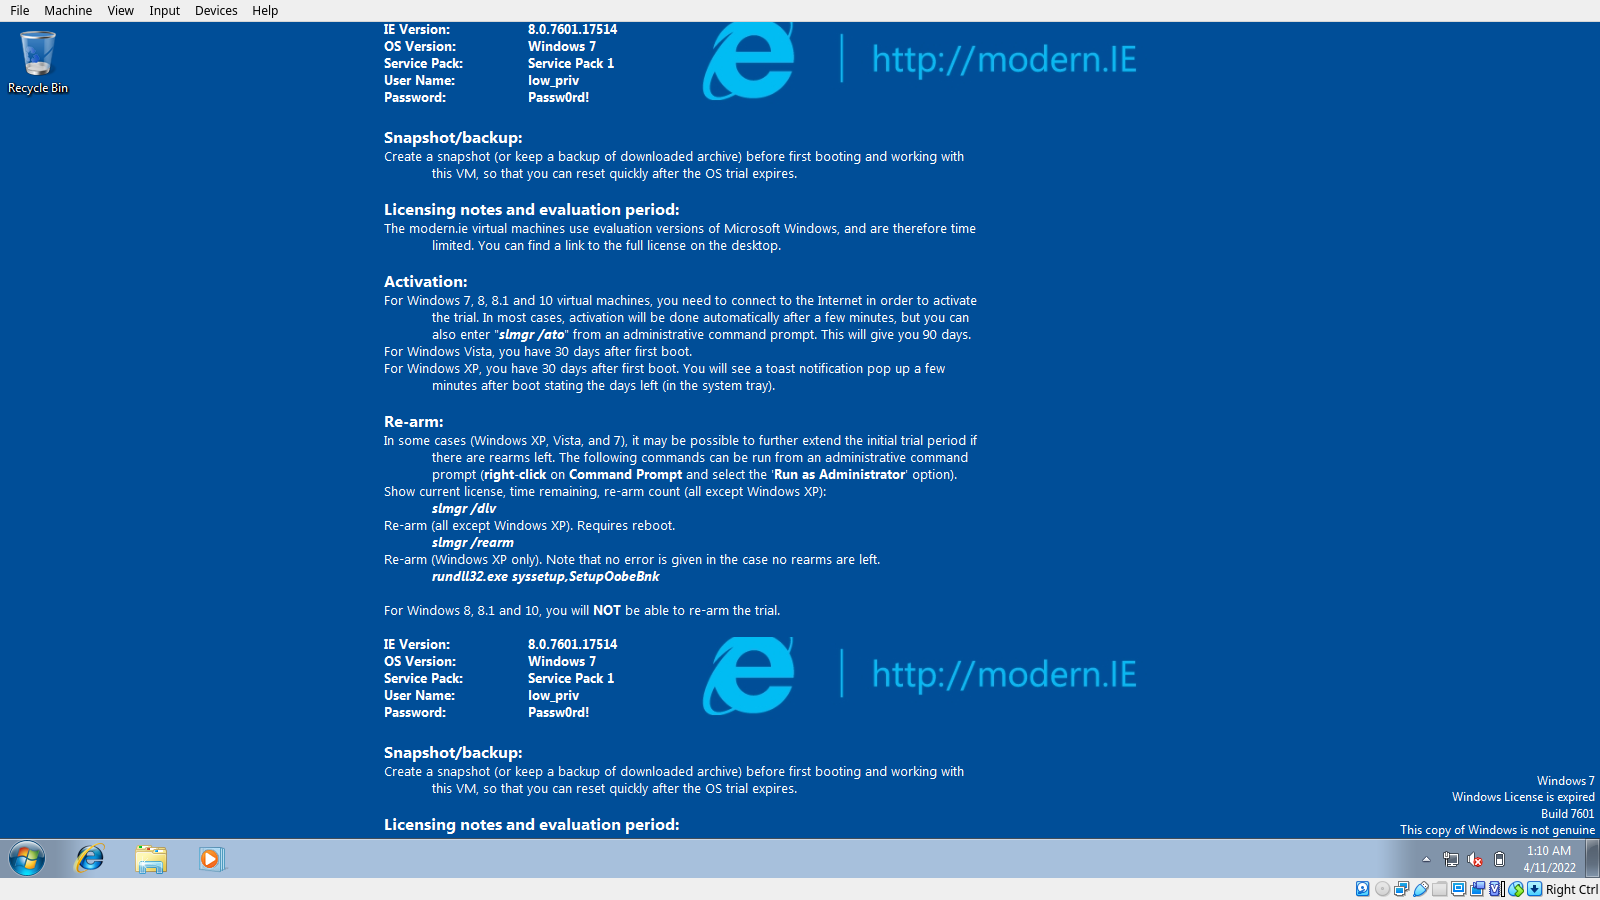 File Machine View Input Devices Help
Recycle Bin
IE Version: 8.0.7601.17514
OS Version: Windows 7
Service Pack: Service Pack 1
User Name: low_priv
Password: Passw0rd!
http://modern.IE
Snapshot/backup:
Create a snapshot (or keep a backup of downloaded archive) before first booting and working with
this VM, so that you can reset quickly after the OS trial expires.
Licensing notes and evaluation period:
The modern.ie virtual machines use evaluation versions of Microsoft Windows, and are therefore time
limited. You can find a link to the full license on the desktop.
Activation:
For Windows 7, 8, 8.1 and 10 virtual machines, you need to connect to the Internet in order to activate
the trial. In most cases, activation will be done automatically after a few minutes, but you can
also enter "slmgr /ato" from an administrative command prompt. This will give you 90 days.
For Windows Vista, you have 30 days after first boot.
For Windows XP, you have 30 days after first boot. You will see a toast notification pop up a few
minutes after boot stating the days left (in the system tray).
Re-arm:
In some cases (Windows XP, Vista, and 7), it may be possible to further extend the initial trial period if
there are rearms left. The following commands can be run from an administrative command
prompt (right-click on Command Prompt and select the 'Run as Administrator' option).
Show current license, time remaining, re-arm count (all except Windows XP):
slmgr /dlv
Re-arm (all except Windows XP). Requires reboot.
slmgr /rearm
Re-arm (Windows XP only). Note that no error is given in the case no rearms are left.
rundll32.exe syssetup,SetupOobeBnk
For Windows 8, 8.1 and 10, you will NOT be able to re-arm the trial.
IE Version: 8.0.7601.17514
OS Version: Windows 7
Service Pack: Service Pack 1
User Name: low_priv
Password: Passw0rd!
http://modern.IE
Snapshot/backup:
Create a snapshot (or keep a backup of downloaded archive) before first booting and working with
this VM, so that you can reset quickly after the OS trial expires.
Licensing notes and evaluation period:
Windows 7
Windows License is expired
Build 7601
This copy of Windows is not genuine
1:10 AM
4/11/2022
Right Ctrl